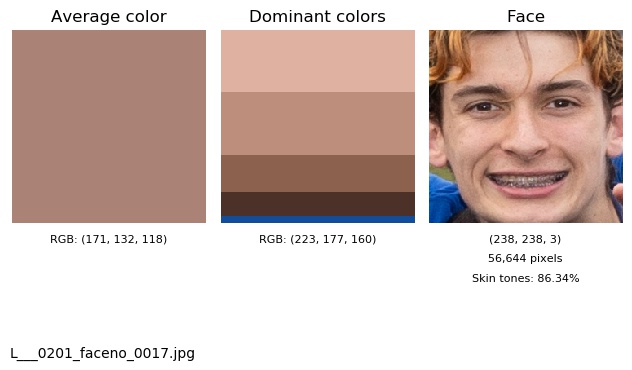 Average color
Dominant colors
Face
RGB: (171, 132, 118)
RGB: (223, 177, 160)
(238, 238, 3)
56,644 pixels
Skin tones: 86.34%
L___0201_faceno_0017.jpg